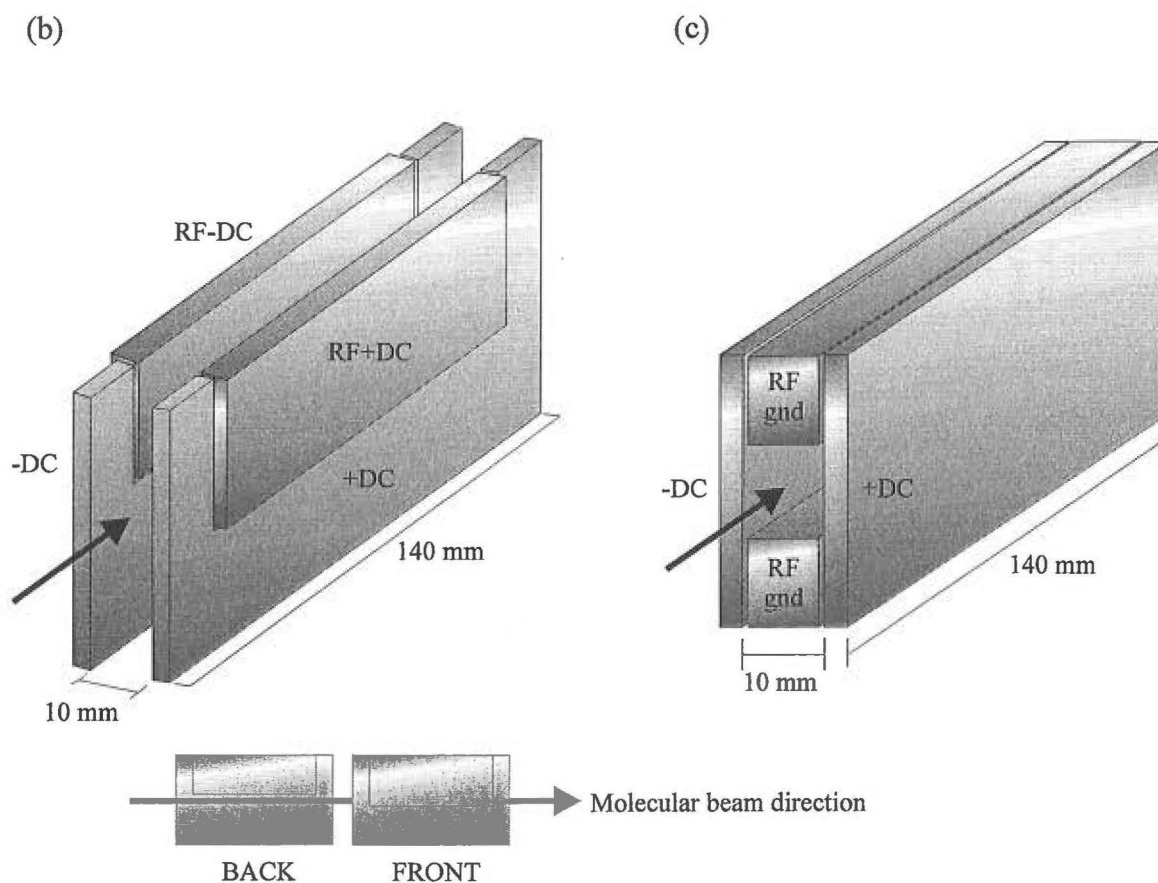 (b)
RF-DC
RF+DC
-DC
+DC
140 mm
10 mm
(c)
RF
gnd
-DC
+DC
RF
gnd
140 mm
10 mm
Molecular beam direction
BACK
FRONT